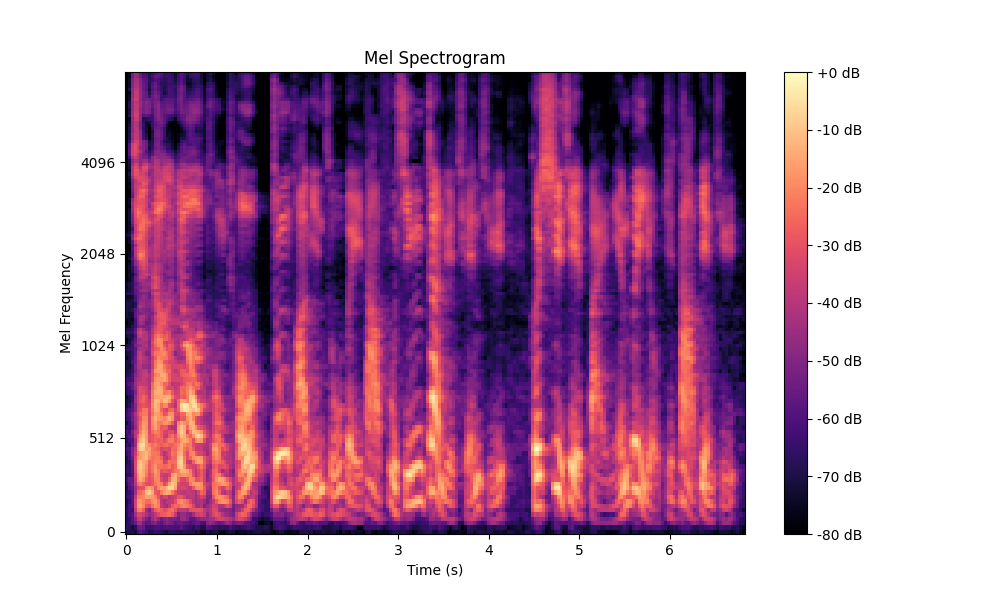 Mel Spectrogram
+0 dB
-10 dB
-20 dB
-30 dB
-40 dB
-50 dB
-60 dB
-70 dB
-80 dB
Mel Frequency
4096
2048
1024
512
0
0 1 2 3 4 5 6
Time (s)